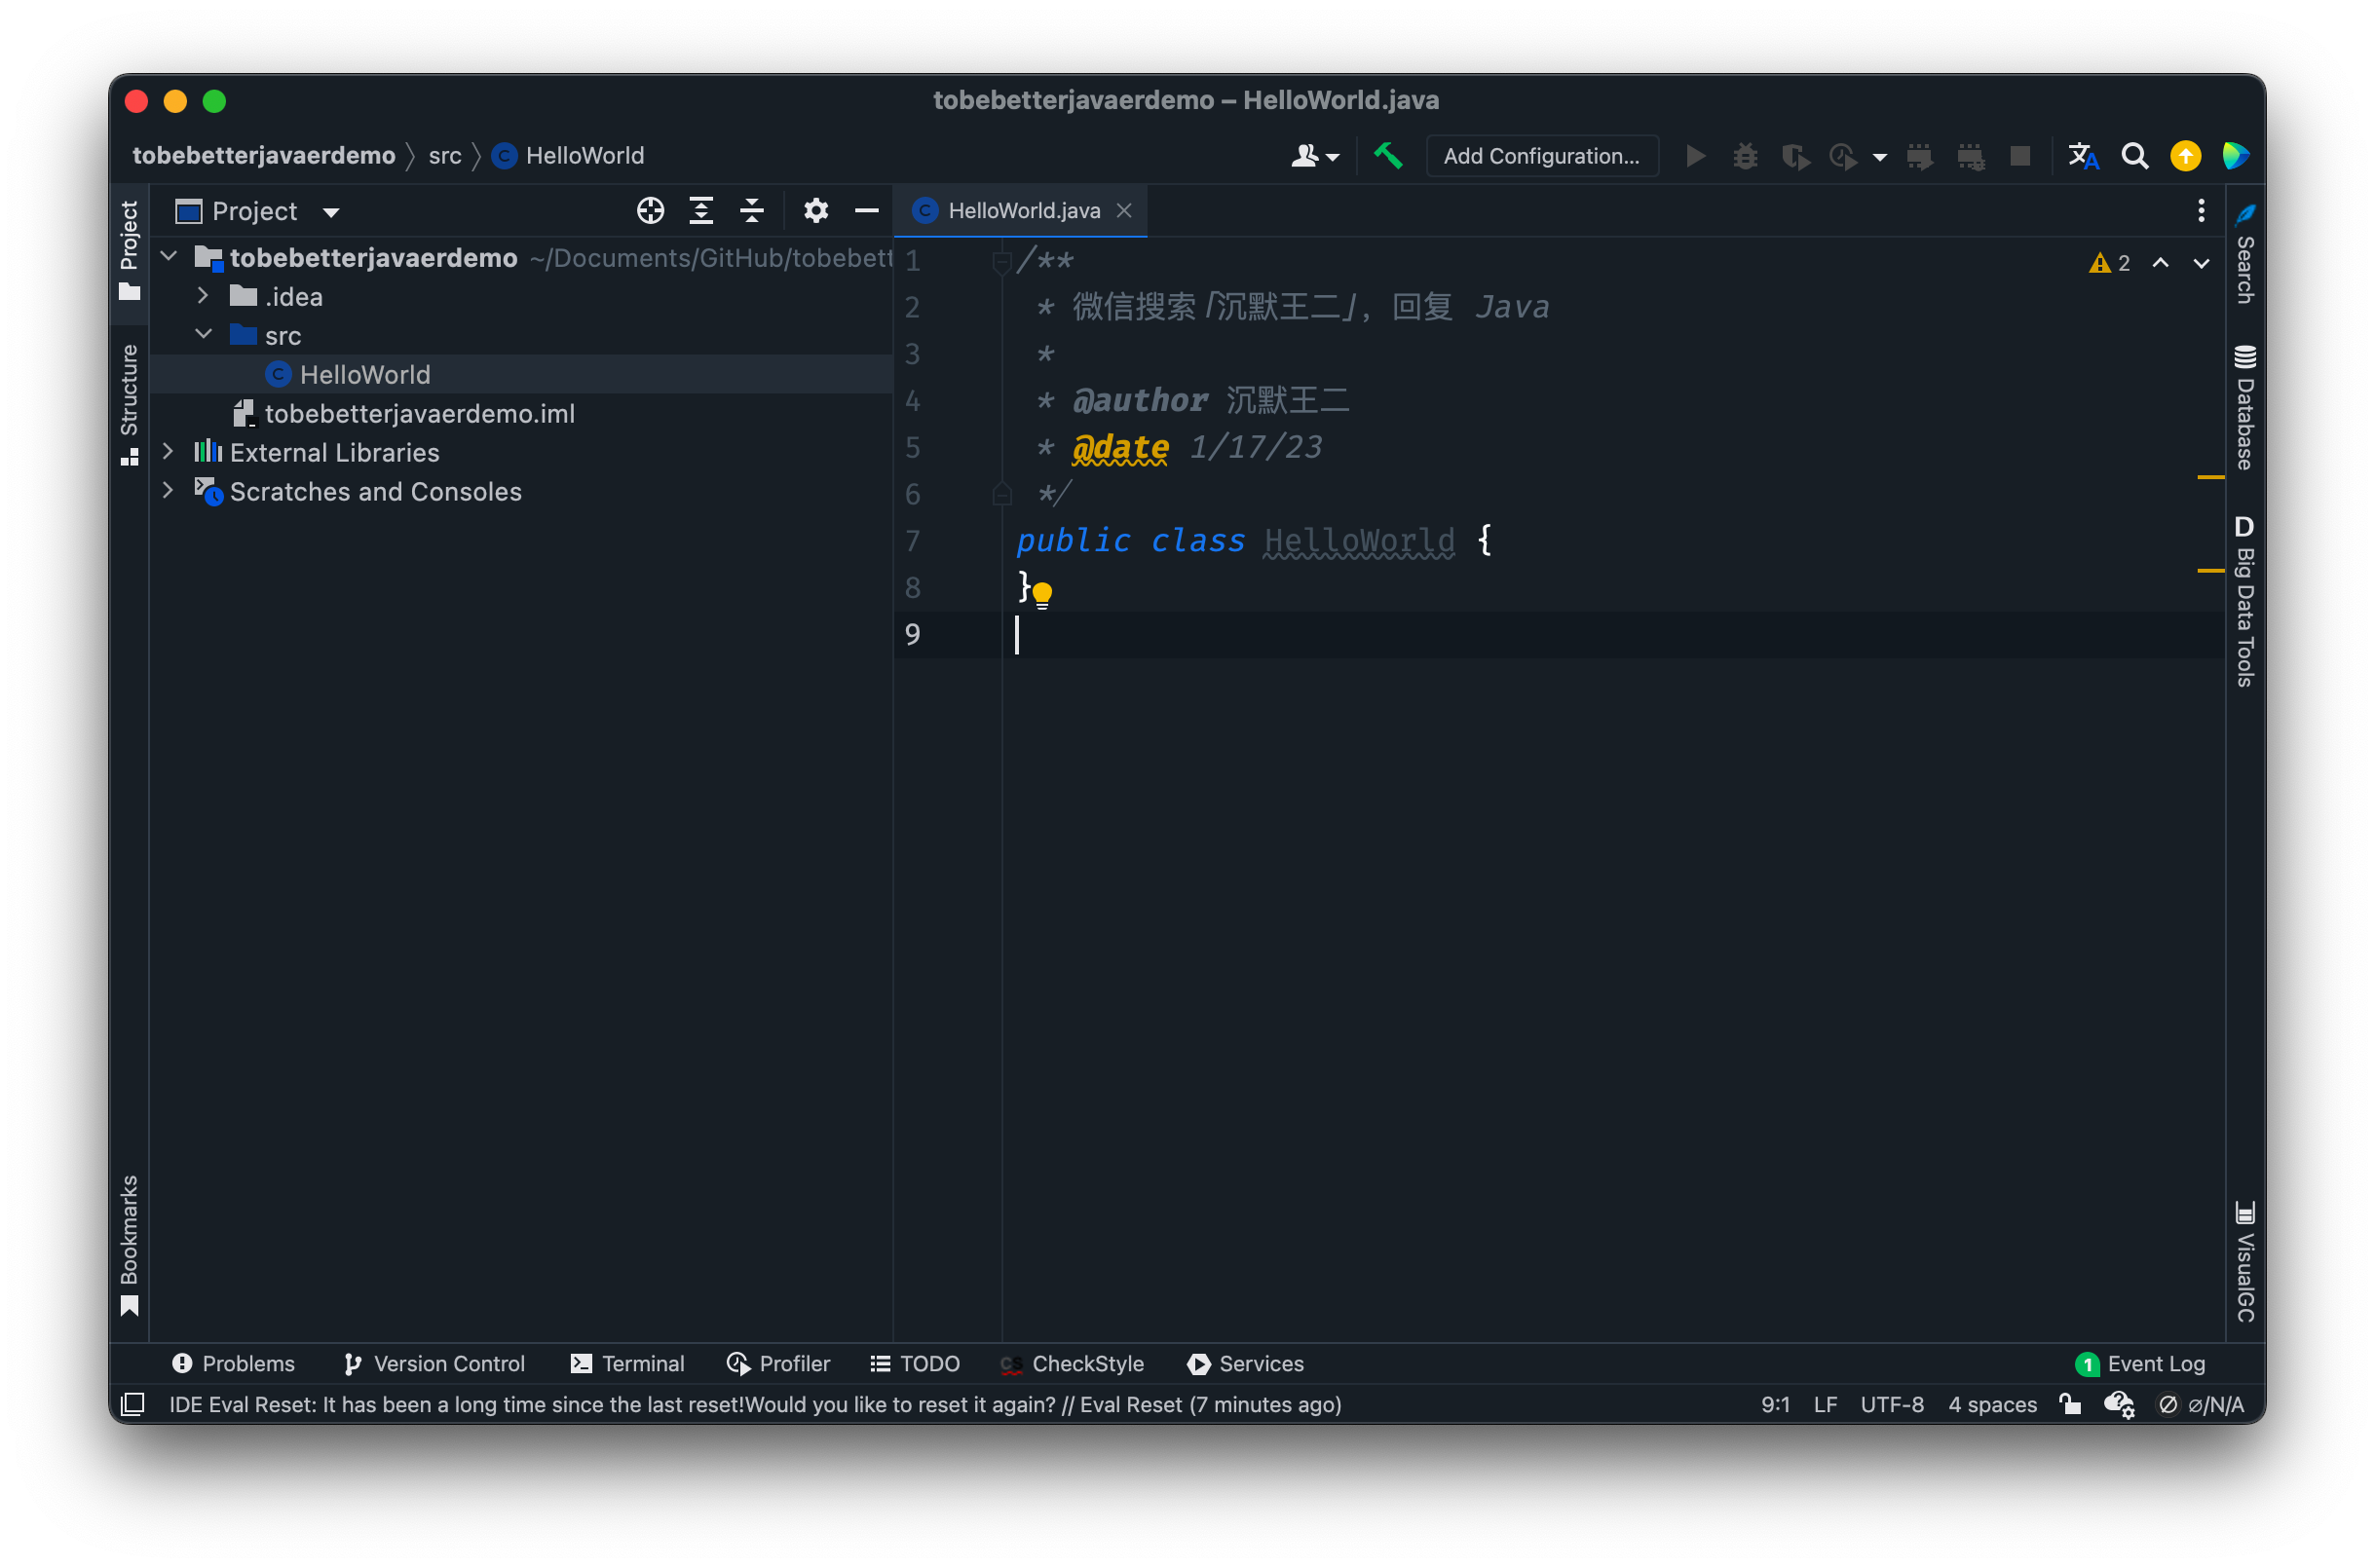 tobebetterjavaerdemo – HelloWorld.java
tobebetterjavaerdemo 〉 src 〉 HelloWorld
Add Configuration...
Project
Structure
Bookmarks
Project
tobebetterjavaerdemo ~/Documents/GitHub/tobebett
.idea
src
HelloWorld
tobebetterjavaerdemo.iml
External Libraries
Scratches and Consoles
HelloWorld.java
2
1 /**
2 * 微信搜索「沉默王二」，回复 Java
3 *
4 * @author 沉默王二
5 * @date 1/17/23
6 */
7 public class HelloWorld {
8 }
9
Search
Database
D Big Data Tools
VisualGC
Problems Version Control Terminal Profiler TODO CS CheckStyle Services 1 Event Log
IDE Eval Reset: It has been a long time since the last reset!Would you like to reset it again? // Eval Reset (7 minutes ago) 9:1 LF UTF-8 4 spaces ⌀/N/A